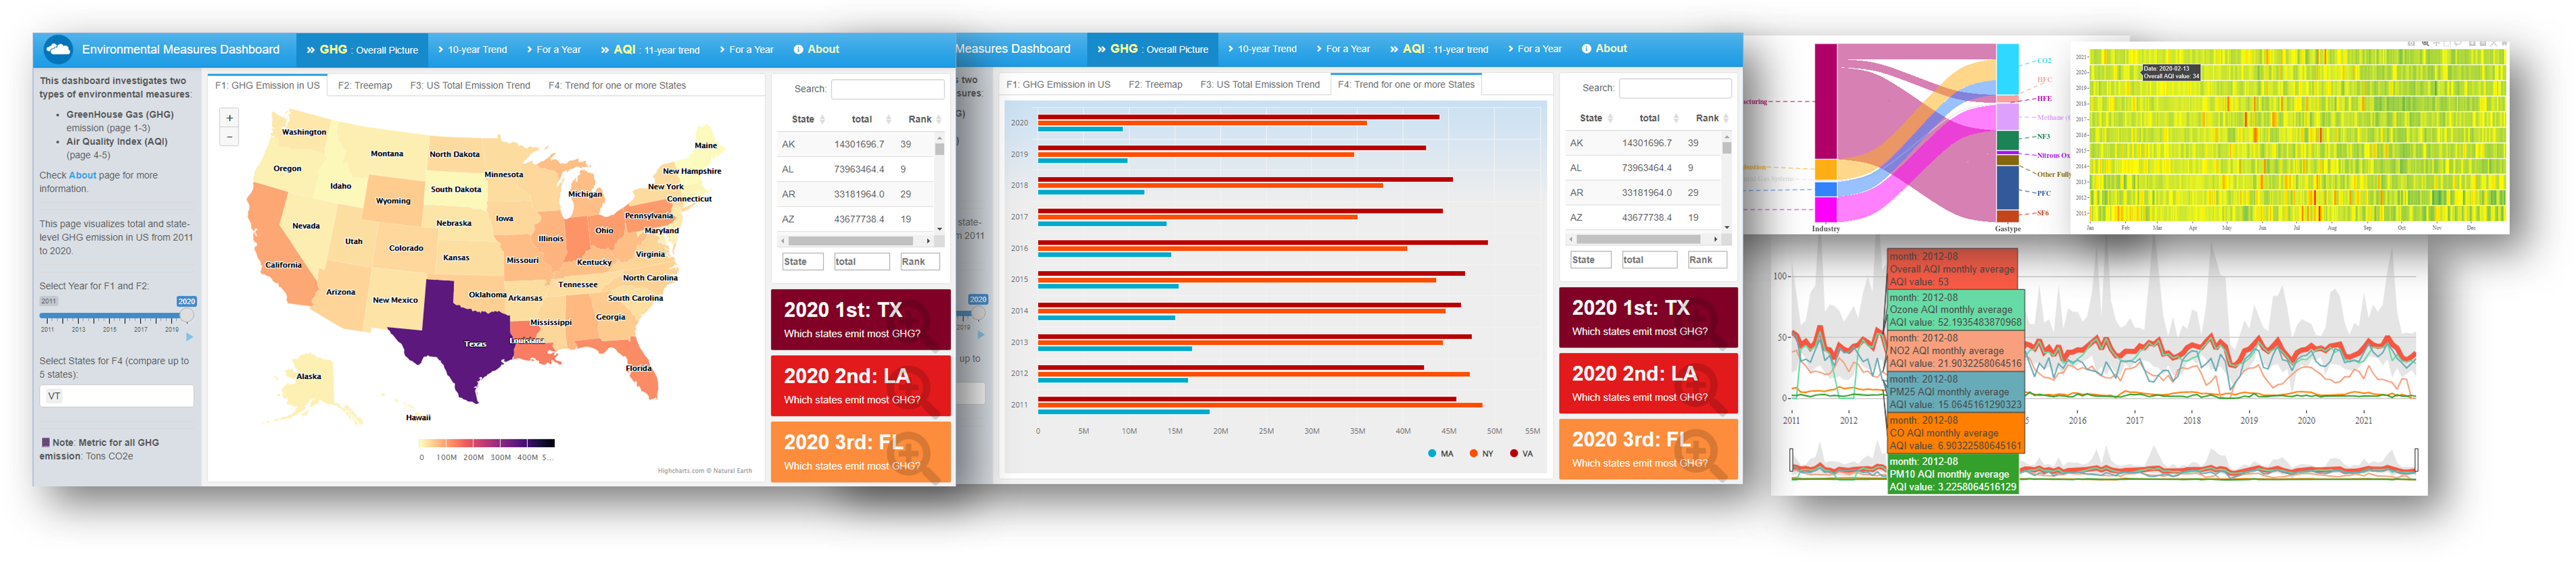 Environmental Measures Dashboard
GHG : Overall Picture
10-year Trend
For a Year
AQI : 11-year trend
For a Year
About
This dashboard investigates two
types of environmental measures:
GreenHouse Gas (GHG)
emission (page 1-3)
Air Quality Index (AQI)
(page 4-5)
Check About page for more
information.
This page visualizes total and state-
level GHG emission in US from 2011
to 2020.
Select Year for F1 and F2:
2011
2020
2011 2013 2015 2017 2019
Select States for F4 (compare up to
5 states):
VT
Note: Metric for all GHG
emission: Tons CO2e
F1: GHG Emission in US
F2: Treemap
F3: US Total Emission Trend
F4: Trend for one or more States
+
−
Washington
Maine
Montana
North Dakota
Oregon
Minnesota
New Hampshire
Idaho
South Dakota
New York
Michigan
Connecticut
Wyoming
Iowa
Pennsylvania
Nebraska
Nevada
Ohio
Maryland
Utah
Illinois
Colorado
Virginia
Kansas
Missouri
Kentucky
California
North Carolina
Tennessee
Arizona
Oklahoma
Arkansas
South Carolina
New Mexico
Georgia
Mississippi
Louisiana
Texas
Florida
Alaska
Hawaii
0 100M 200M 300M 400M 5...
Highcharts.com © Natural Earth
Search:
State total Rank
AK 14301696.7 39
AL 73963464.4 9
AR 33181964.0 29
AZ 43677738.4 19
State total Rank
2020 1st: TX
Which states emit most GHG?
2020 2nd: LA
Which states emit most GHG?
2020 3rd: FL
Which states emit most GHG?
Measures Dashboard
GHG : Overall Picture
10-year Trend
For a Year
AQI : 11-year trend
For a Year
About
s two
sures:
G)
)
state-
m 2011
2020
2019
up to
F1: GHG Emission in US
F2: Treemap
F3: US Total Emission Trend
F4: Trend for one or more States
2020
2019
2018
2017
2016
2015
2014
2013
2012
2011
0 5M 10M 15M 20M 25M 30M 35M 40M 45M 50M 55M
MA NY VA
Search:
State total Rank
AK 14301696.7 39
AL 73963464.4 9
AR 33181964.0 29
AZ 43677738.4 19
State total Rank
2020 1st: TX
Which states emit most GHG?
2020 2nd: LA
Which states emit most GHG?
2020 3rd: FL
Which states emit most GHG?
cturing
CO2
HFC
HFE
Methane
NF3
Nitrous Ox
Other Fully
PFC
SF6
Industry
Gastype
Date: 2020-02-13
Overall AQI value: 34
2021
2020
2019
2018
2017
2016
2015
2014
2013
2012
2011
Jan Feb Mar Apr May Jun Jul Aug Sep Oct Nov Dec
100
50
0
month: 2012-08
Overall AQI monthly average
AQI value: 53
month: 2012-08
Ozone AQI monthly average
AQI value: 52.1935483870968
month: 2012-08
NO2 AQI monthly average
AQI value: 21.9032258064516
month: 2012-08
PM25 AQI monthly average
AQI value: 15.0645161290323
month: 2012-08
CO AQI monthly average
AQI value: 6.90322580645161
month: 2012-08
PM10 AQI monthly average
AQI value: 3.2258064516129
2011 2012 5 2016 2017 2018 2019 2020 2021